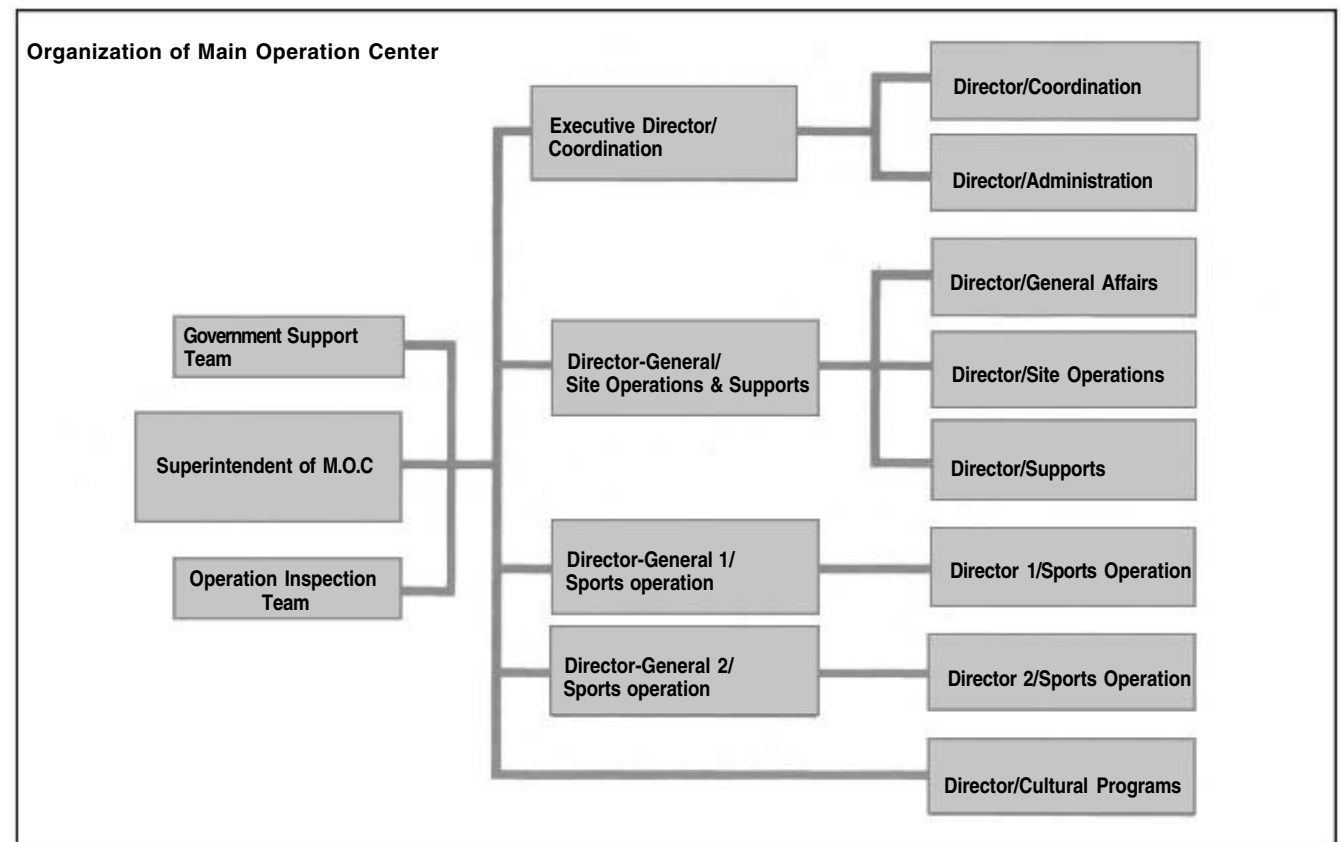 Organization of Main Operation Center
Executive Director/
Coordination
Director/Coordination
Director/Administration
Government Support
Team
Superintendent of M.O.C
Operation Inspection
Team
Director-General/
Site Operations & Supports
Director/General Affairs
Director/Site Operations
Director/Supports
Director-General 1/
Sports operation
Director 1/Sports Operation
Director-General 2/
Sports operation
Director 2/Sports Operation
Director/Cultural Programs